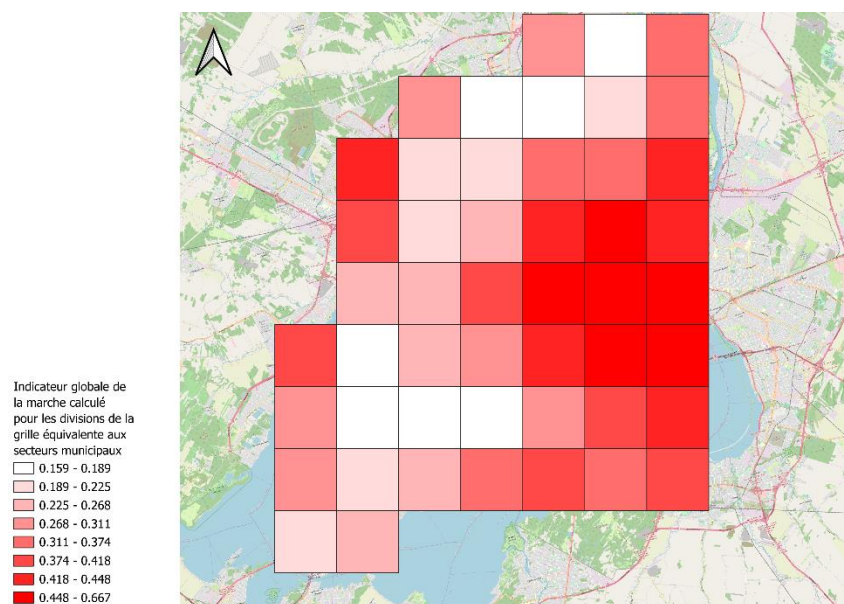 Indicateur globale de
la marche calculé
pour les divisions de la
grille équivalente aux
secteurs municipaux
0.159 - 0.189
0.189 - 0.225
0.225 - 0.268
0.268 - 0.311
0.311 - 0.374
0.374 - 0.418
0.418 - 0.448
0.448 - 0.667